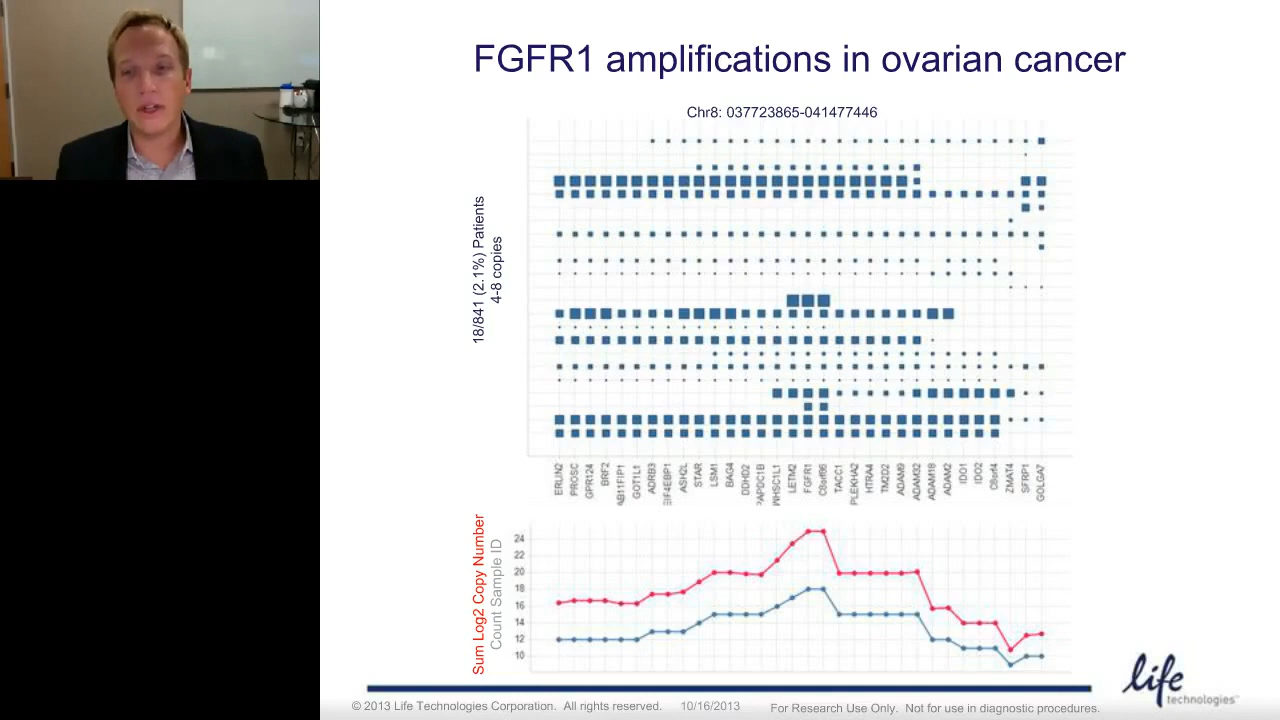 FGFR1 amplifications in ovarian cancer
Chr8: 037723865-041477446
18/841 (2.1%) Patients
4-8 copies
ERLIN2
PROSC
GPR124
BRF2
AB11FIP1
GOT1L1
ADRB3
EIF4EBP1
ASH2L
STAR
LSM1
BAG4
DDHD2
PAPDC1B
WHSC1L1
LETM2
FGFR1
C8orf86
TACC1
PLEKHA2
HTRA4
TM2D2
ADAM9
ADAM32
ADAM18
ADAM2
IDO1
IDO2
C8orf4
ZMAT4
SFRP1
GOLGA7
Sum Log2 Copy Number
Count Sample ID
24
22
20
18
16
14
12
10
life
technologies™
© 2013 Life Technologies Corporation. All rights reserved. 10/16/2013 For Research Use Only. Not for use in diagnostic procedures.